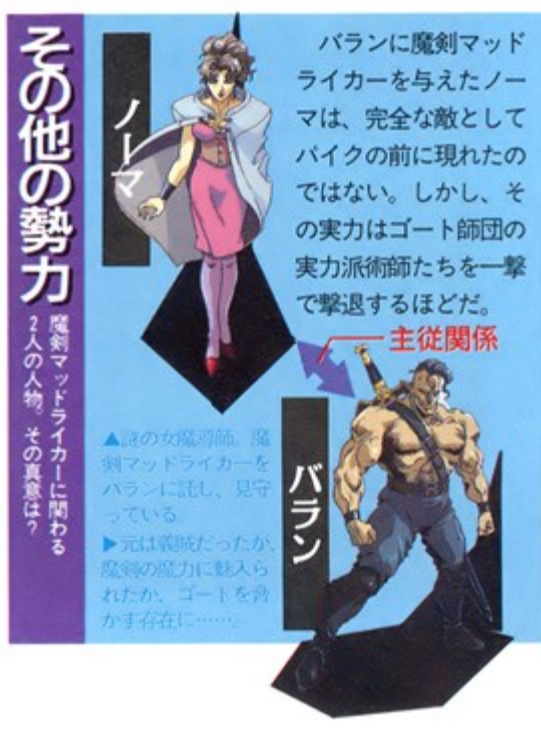 その他の勢力
魔剣マッドライカーに関わる
2人の人物。その真意は？
ノーマ
バランに魔剣マッド
ライカーを与えたノー
マは、完全な敵として
パイクの前に現れたの
ではない。しかし、そ
の実力はゴート師団の
実力派術師たちを一撃
で撃退するほどだ。
主従関係
バラン
▲謎の女魔導師。魔
剣マッドライカーを
バランに託し、見守
っている
▶元は義賊だったが、
魔剣の魔力に魅入ら
れたか、ゴートを脅
かす存在に……。